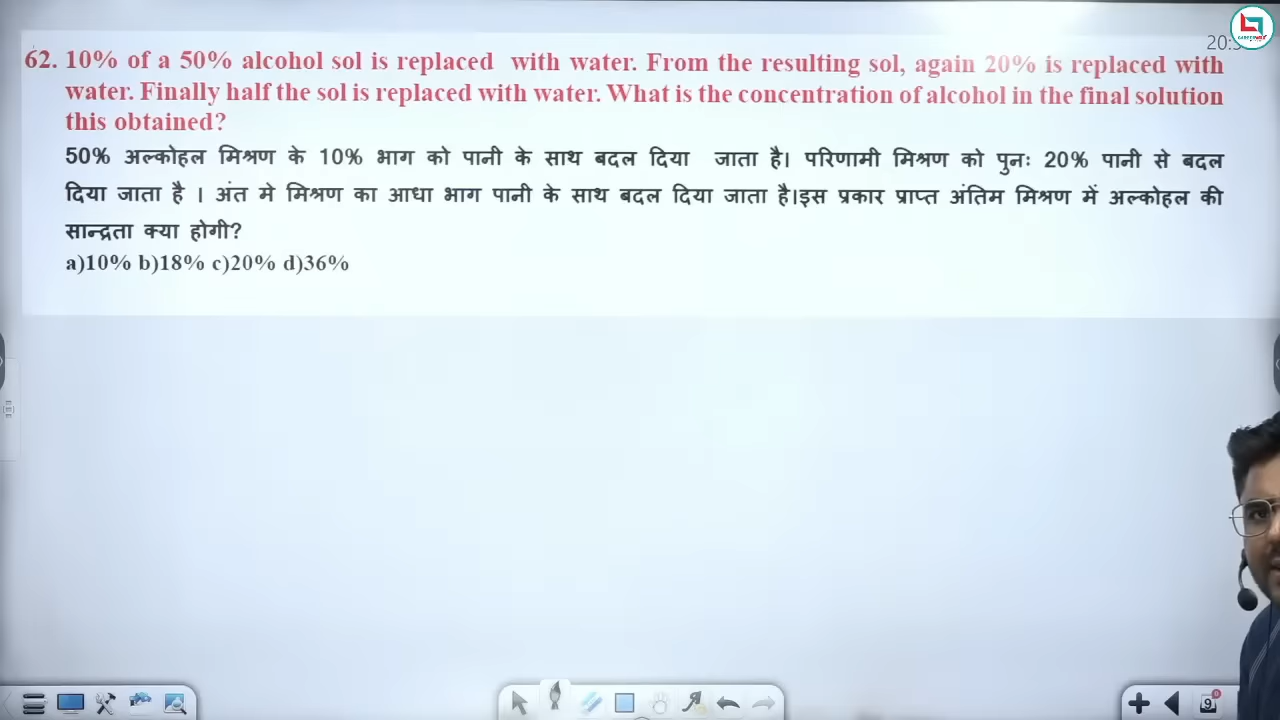 20:5
62. 10% of a 50% alcohol sol is replaced with water. From the resulting sol, again 20% is replaced with
water. Finally half the sol is replaced with water. What is the concentration of alcohol in the final solution
this obtained?
50% अल्कोहल मिश्रण के 10% भाग को पानी के साथ बदल दिया जाता है। परिणामी मिश्रण को पुनः 20% पानी से बदल
दिया जाता है । अंत मे मिश्रण का आधा भाग पानी के साथ बदल दिया जाता है।इस प्रकार प्राप्त अंतिम मिश्रण में अल्कोहल की
सान्द्रता क्या होगी?
a)10% b)18% c)20% d)36%